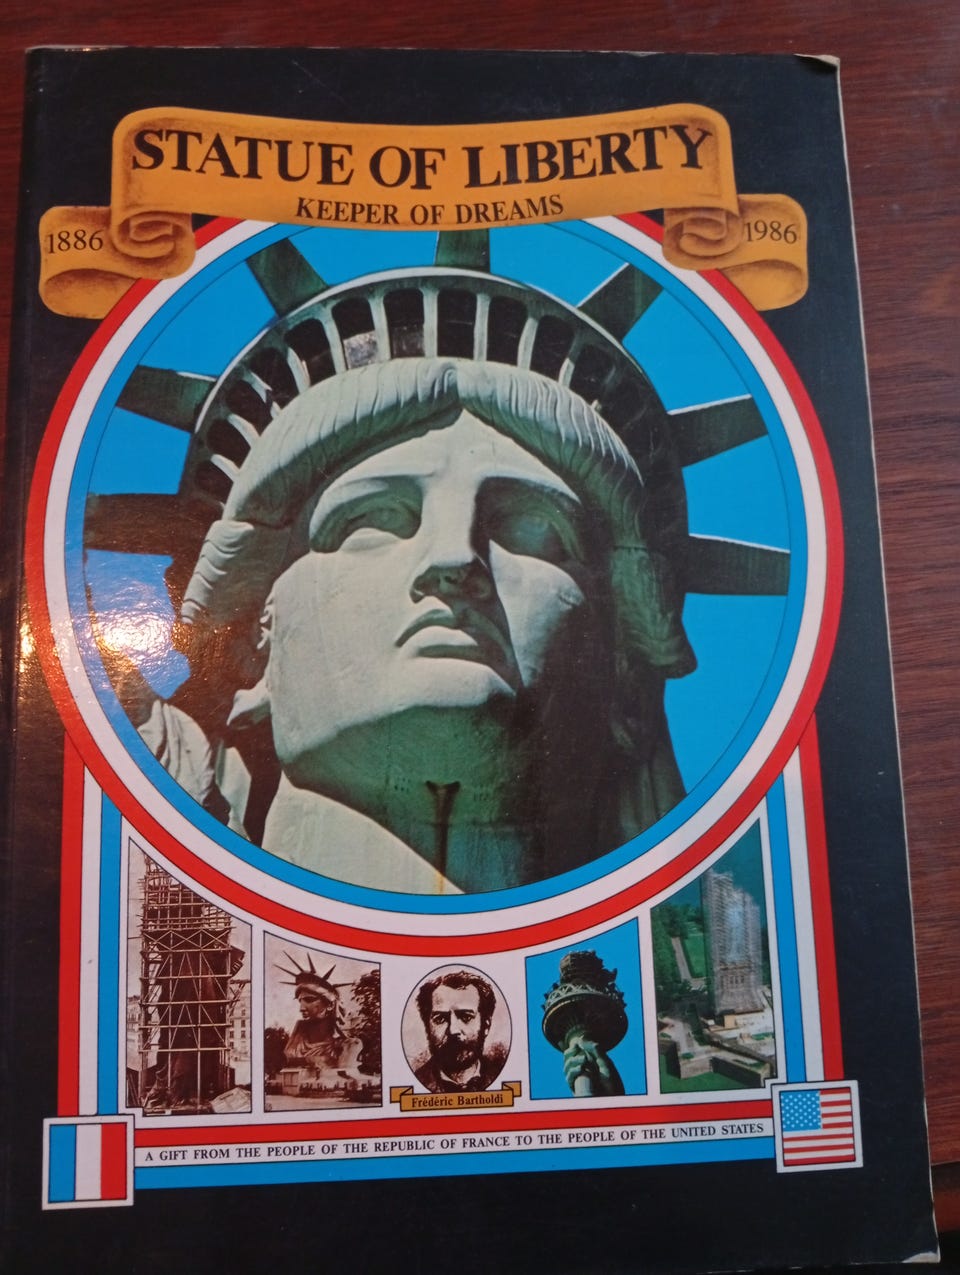 STATUE OF LIBERTY
KEEPER OF DREAMS
1886
1986
Frédéric Bartholdi
A GIFT FROM THE PEOPLE OF THE REPUBLIC OF FRANCE TO THE PEOPLE OF THE UNITED STATES